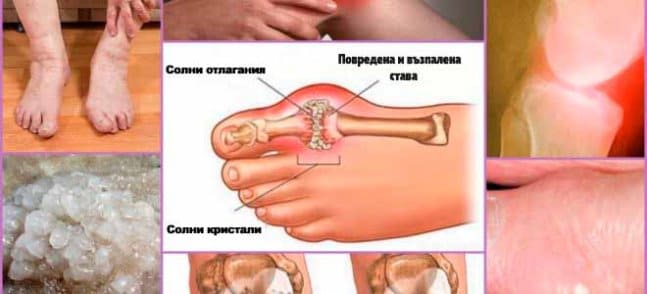 Повредена и възпалена
става
Солни отлагания
Солни кристали